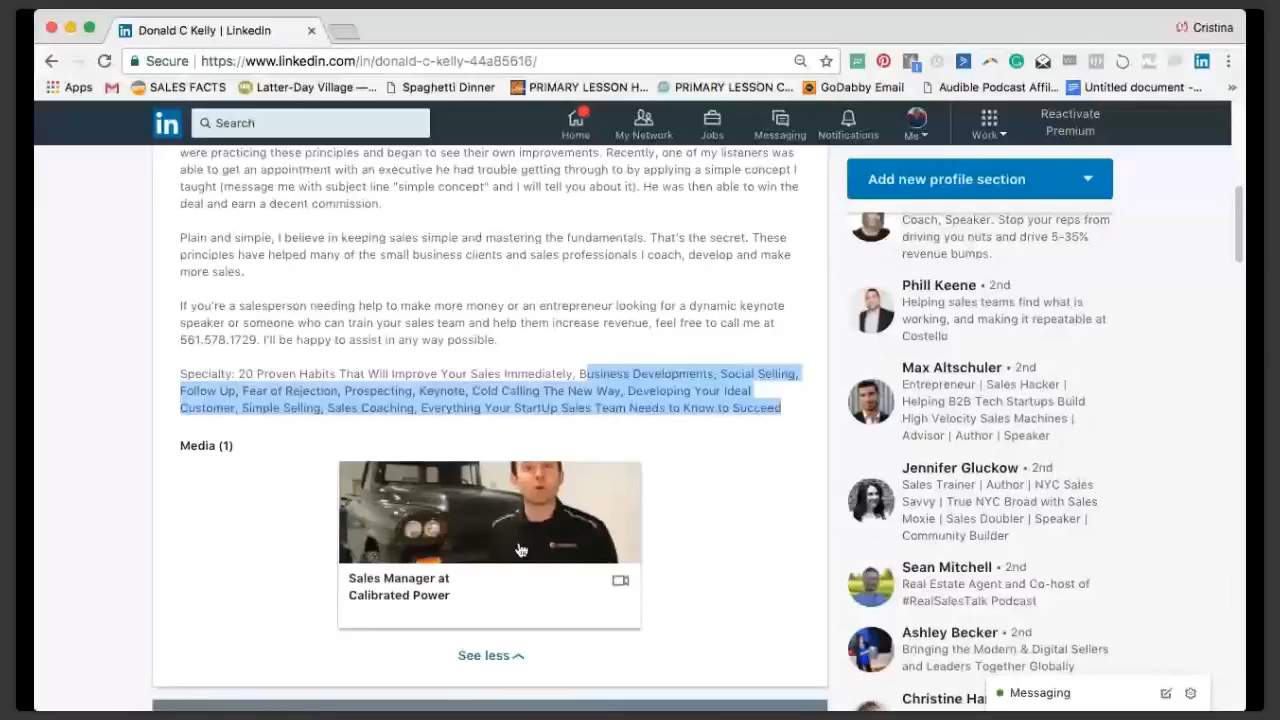 Donald C Kelly | LinkedIn
Cristina
Secure
https://www.linkedin.com/in/donald-c-kelly-44a85616/
Apps
SALES FACTS
Latter-Day Village —...
Spaghetti Dinner
PRIMARY LESSON H...
PRIMARY LESSON C...
GoDabby Email
Audible Podcast Affil...
Untitled document -...
in
Search
Home
My Network
Jobs
Messaging
Notifications
Me
Work
Reactivate
Premium
were practicing these principles and began to see their own improvements. Recently, one of my listeners was
able to get an appointment with an executive he had trouble getting through to by applying a simple concept I
taught (message me with subject line "simple concept" and I will tell you about it). He was then able to win the
deal and earn a decent commission.
Plain and simple, I believe in keeping sales simple and mastering the fundamentals. That's the secret. These
principles have helped many of the small business clients and sales professionals I coach, develop and make
more sales.
If you're a salesperson needing help to make more money or an entrepreneur looking for a dynamic keynote
speaker or someone who can train your sales team and help them increase revenue, feel free to call me at
561.578.1729. I'll be happy to assist in any way possible.
Specialty: 20 Proven Habits That Will Improve Your Sales Immediately, Business Developments, Social Selling,
Follow Up, Fear of Rejection, Prospecting, Keynote, Cold Calling The New Way, Developing Your Ideal
Customer, Simple Selling, Sales Coaching, Everything Your StartUp Sales Team Needs to Know to Succeed
Media (1)
Sales Manager at
Calibrated Power
See less
Add new profile section
Coach, Speaker. Stop your reps from
driving you nuts and drive 5-35%
revenue bumps.
Phill Keene • 2nd
Helping sales teams find what is
working, and making it repeatable at
Costello
Max Altschuler • 2nd
Entrepreneur | Sales Hacker |
Helping B2B Tech Startups Build
High Velocity Sales Machines |
Advisor | Author | Speaker
Jennifer Gluckow • 2nd
Sales Trainer | Author | NYC Sales
Savvy | True NYC Broad with Sales
Moxie | Sales Doubler | Speaker |
Community Builder
Sean Mitchell • 2nd
Real Estate Agent and Co-host of
#RealSalesTalk Podcast
Ashley Becker • 2nd
Bringing the Modern & Digital Sellers
and Leaders Together Globally
Christine Ha
Messaging